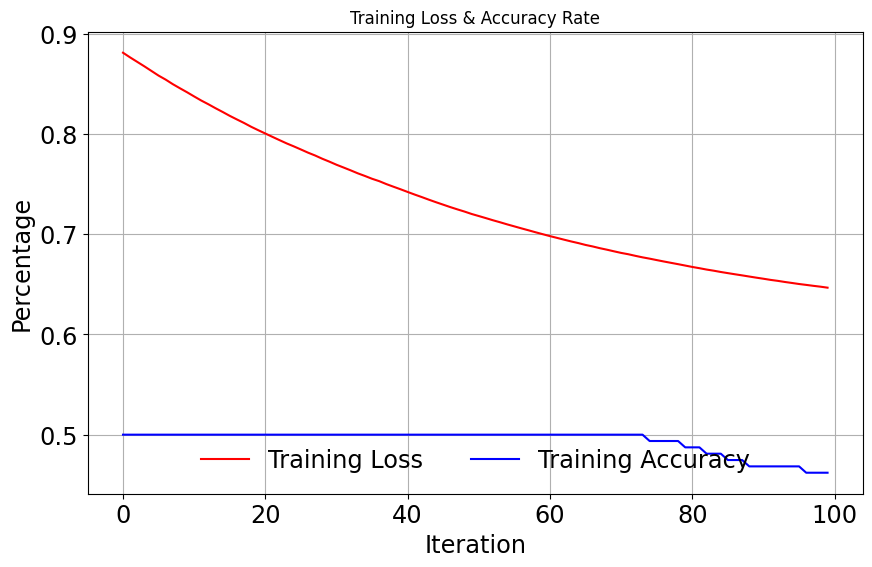 Training Loss & Accuracy Rate
0.9
0.8
0.7
0.6
0.5
Percentage
Training Loss Training Accuracy
0 20 40 60 80 100
Iteration